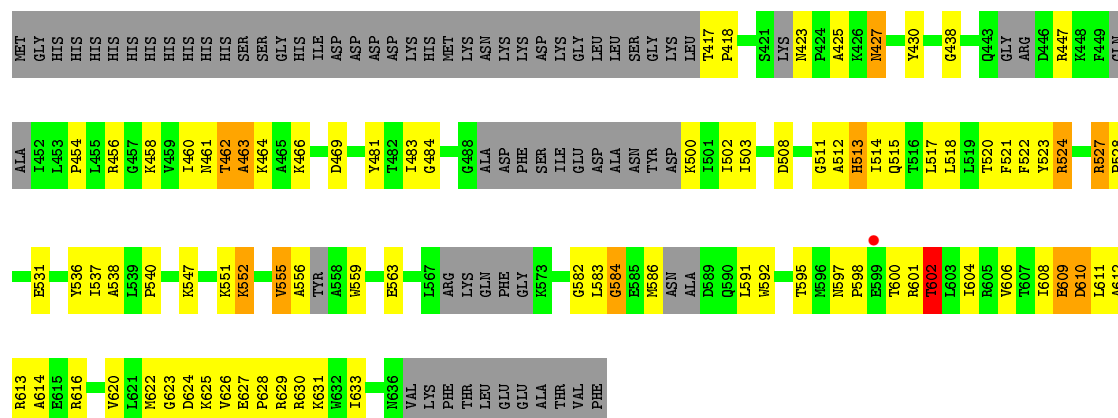 MET GLY HIS HIS HIS HIS HIS HIS HIS HIS HIS HIS SER SER GLY HIS ILE ASP ASP ASP ASP LYS HIS MET LYS ASN LYS LYS ASP LYS GLY LEU LEU SER GLY LYS LEU T417 P418 S421 LYS N423 P424 A425 K426 N427 Y430 G438 Q443 GLY ARG D446 R447 K448 F449 GLN
ALA I452 L453 P454 L455 R456 G457 K458 V459 I460 N461 T462 A463 K464 A465 K466 D469 Y481 T482 I483 G484 G488 ALA ASP PHE SER ILE GLU ASP ALA ASN TYR ASP K500 I501 I502 I503 D508 G511 A512 H513 I514 Q515 T516 L517 L518 L519 T520 F521 F522 Y523 R524 R527 P528
E531 Y536 I537 A538 L539 P540 K547 K551 K552 V555 A556 TYR A558 W559 E563 L567 ARG LYS GLN PHE GLY K573 G582 L583 G584 E585 M586 ASN ALA D589 Q590 L591 W592 T595 M596 N597 P598 E599 T600 R601 T602 L603 I604 R605 V606 T607 I608 E609 D610 L611 A612
R613 A614 E615 R616 V620 L621 M622 G623 D624 K625 V626 E627 P628 R629 R630 K631 W632 I633 N636 VAL LYS PHE THR LEU GLU GLU ALA THR VAL PHE